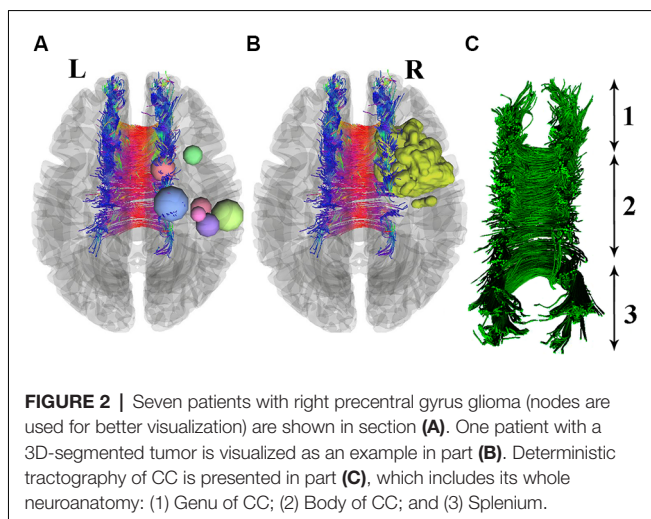 A
B
C
L
R
1
2
3
FIGURE 2 | Seven patients with right precentral gyrus glioma (nodes are
used for better visualization) are shown in section (A). One patient with a
3D-segmented tumor is visualized as an example in part (B). Deterministic
tractography of CC is presented in part (C), which includes its whole
neuroanatomy: (1) Genu of CC; (2) Body of CC; and (3) Splenium.